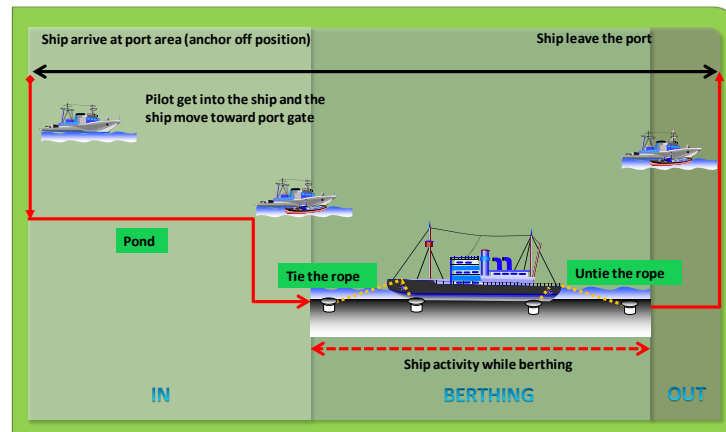 Ship arrive at port area (anchor off position)
Ship leave the port
Pilot get into the ship and the
ship move toward port gate
Pond
Tie the rope
Untie the rope
Ship activity while berthing
IN
BERTHING
OUT